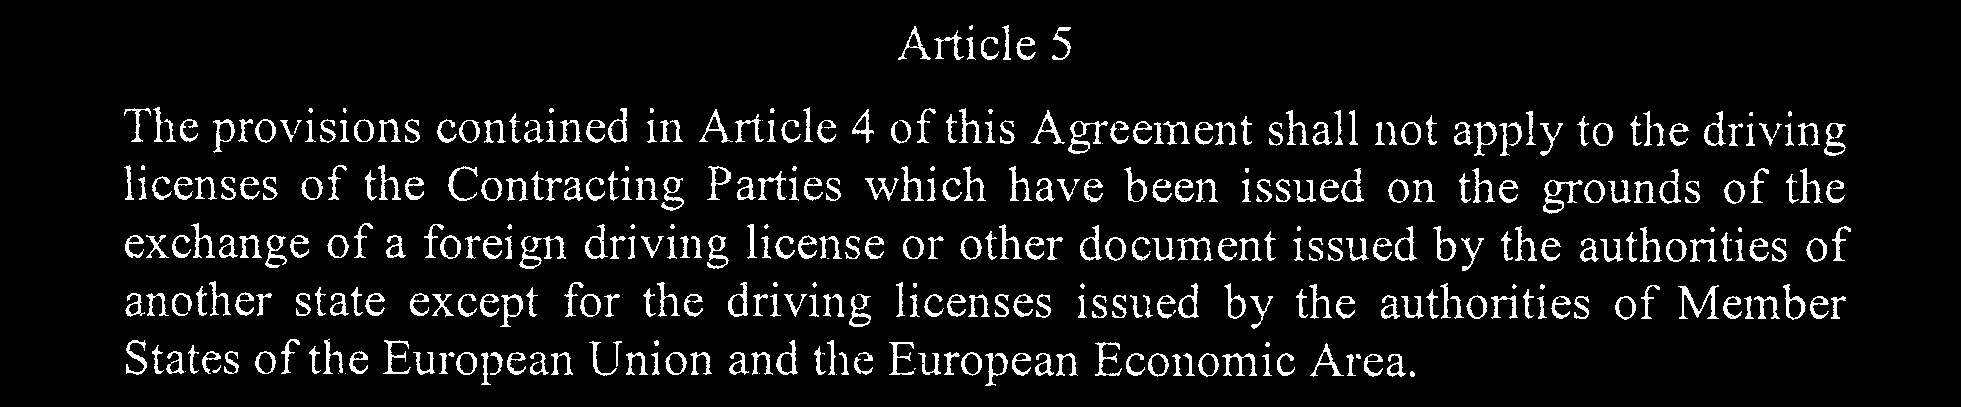 Article 5
The provisions contained in Article 4 of this Agreement shall not apply to the driving
licenses of the Contracting Parties which have been issued on the grounds of the
exchange of a foreign driving license or other document issued by the authorities of
another state except for the driving licenses issued by the authorities of Member
States of the European Union and the European Economic Area.